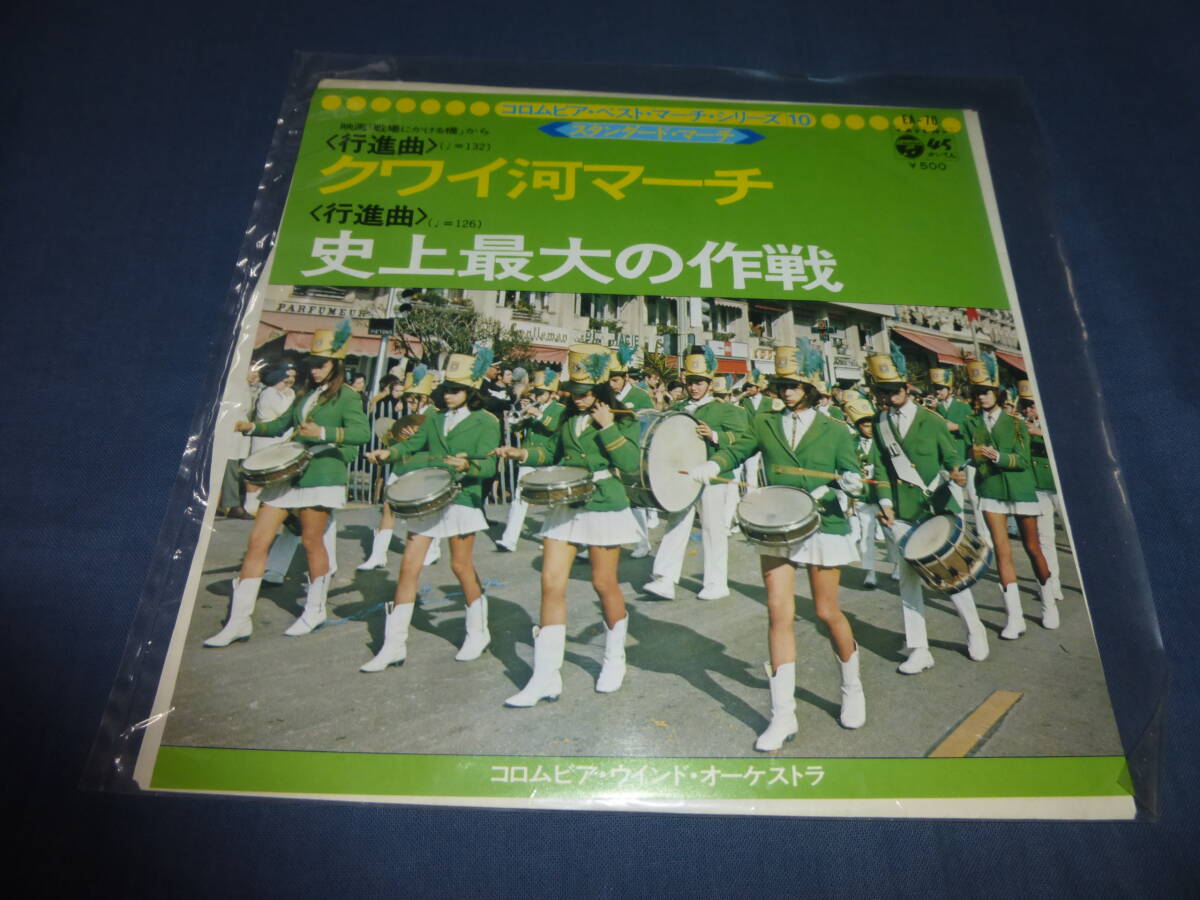 コロムビア・ベスト・マーチ・シリーズ 10
スタンダード・マーチ
EA-78
45
¥500
映画「戦場にかける橋」から
〈行進曲〉(♩=132)
クワイ河マーチ
〈行進曲〉(♩=126)
史上最大の作戦
PARFUMEUR
コロムビア・ウインド・オーケストラ